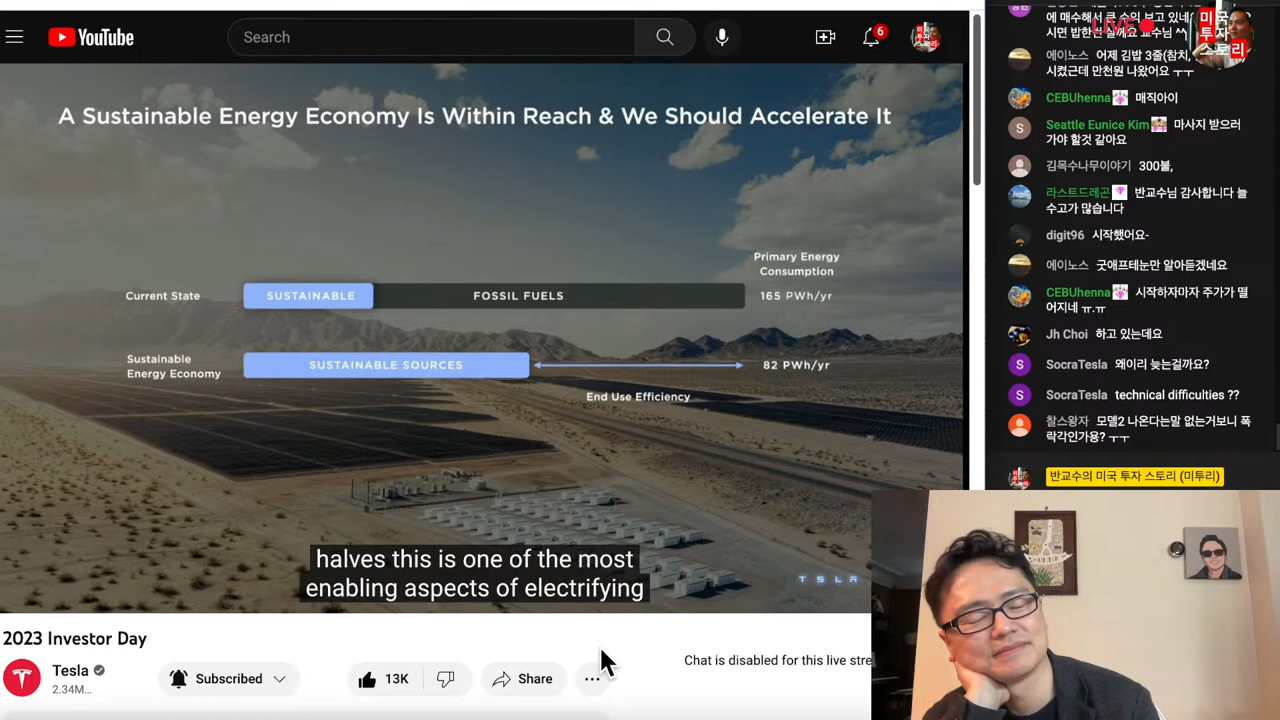 YouTube
Search
6
A Sustainable Energy Economy Is Within Reach & We Should Accelerate It
Primary Energy
Consumption
Current State
SUSTAINABLE
FOSSIL FUELS
165 PWh/yr
Sustainable
Energy Economy
SUSTAINABLE SOURCES
82 PWh/yr
End Use Efficiency
halves this is one of the most
enabling aspects of electrifying
TESLA
2023 Investor Day
Tesla
2.34M...
Subscribed
13K
Share
...
Chat is disabled for this live stre
LIVE
미국
투자
스토리
에이노스 어제 김밥 3줄(참치,
시켰근데 만천원 나왔어요 ㅜㅜ
CEBUhenna 매직아이
Seattle Eunice Kim 마사지 받으러
가야 할것 같아요
김목수나무이야기 300불,
라스트드레곤 반교수님 감사합니다 늘
수고가 많습니다
digit96 시작했어요-
에이노스 굿애프테눈만 알아듣겠네요
CEBUhenna 시작하자마자 주가가 떨
어지네 ㅠ.ㅠ
Jh Choi 하고 있는데요
SocraTesla 왜이리 늦는걸까요?
SocraTesla technical difficulties ??
찰스왕자 모델2 나온다는말 없는거보니 폭
락각인가용? ㅜㅜ
반교수의 미국 투자 스토리 (미투리)